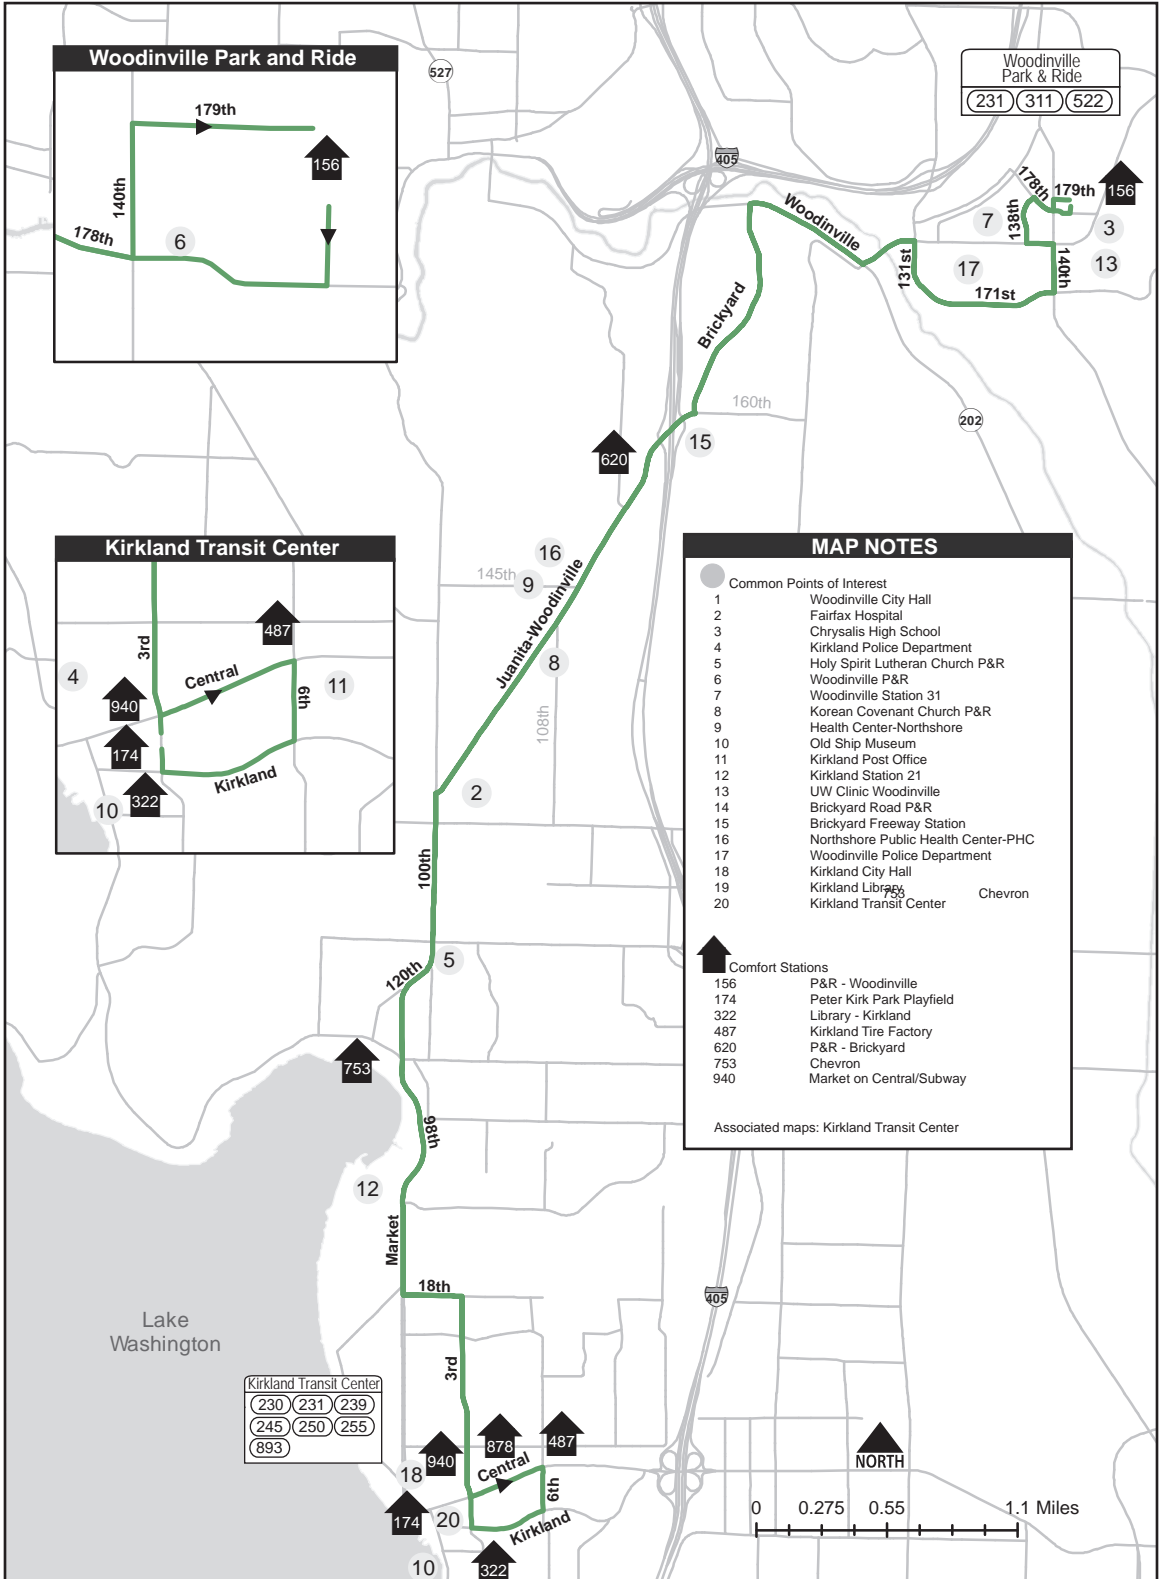 Woodinville Park and Ride
179th
156
140th
178th
6
527
405
Woodinville
Park & Ride
231 311 522
178th
179th
156
7
138th
3
Woodinville
131st
17
140th
13
171st
Brickyard
160th
202
15
620
Kirkland Transit Center
487
3rd
4
Central
11
940
6th
174
Kirkland
322
10
16
145th
9
Juanita-Woodinville
8
108th
2
100th
MAP NOTES
Common Points of Interest
1 Woodinville City Hall
2 Fairfax Hospital
3 Chrysalis High School
4 Kirkland Police Department
5 Holy Spirit Lutheran Church P&R
6 Woodinville P&R
7 Woodinville Station 31
8 Korean Covenant Church P&R
9 Health Center-Northshore
10 Old Ship Museum
11 Kirkland Post Office
12 Kirkland Station 21
13 UW Clinic Woodinville
14 Brickyard Road P&R
15 Brickyard Freeway Station
16 Northshore Public Health Center-PHC
17 Woodinville Police Department
18 Kirkland City Hall
19 Kirkland Library
753 Chevron
20 Kirkland Transit Center
Comfort Stations
156 P&R - Woodinville
174 Peter Kirk Park Playfield
322 Library - Kirkland
487 Kirkland Tire Factory
620 P&R - Brickyard
753 Chevron
940 Market on Central/Subway
Associated maps: Kirkland Transit Center
5
120th
753
98th
12
Market
18th
405
Lake
Washington
3rd
Kirkland Transit Center
230 231 239
245 250 255
893
487
878
940
18
Central
6th
174
20
Kirkland
10
322
NORTH
0 0.275 0.55 1.1 Miles